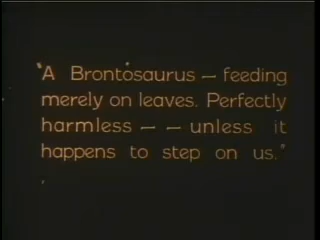 "A Brontosaurus — feeding
merely on leaves. Perfectly
harmless — — unless it
happens to step on us."